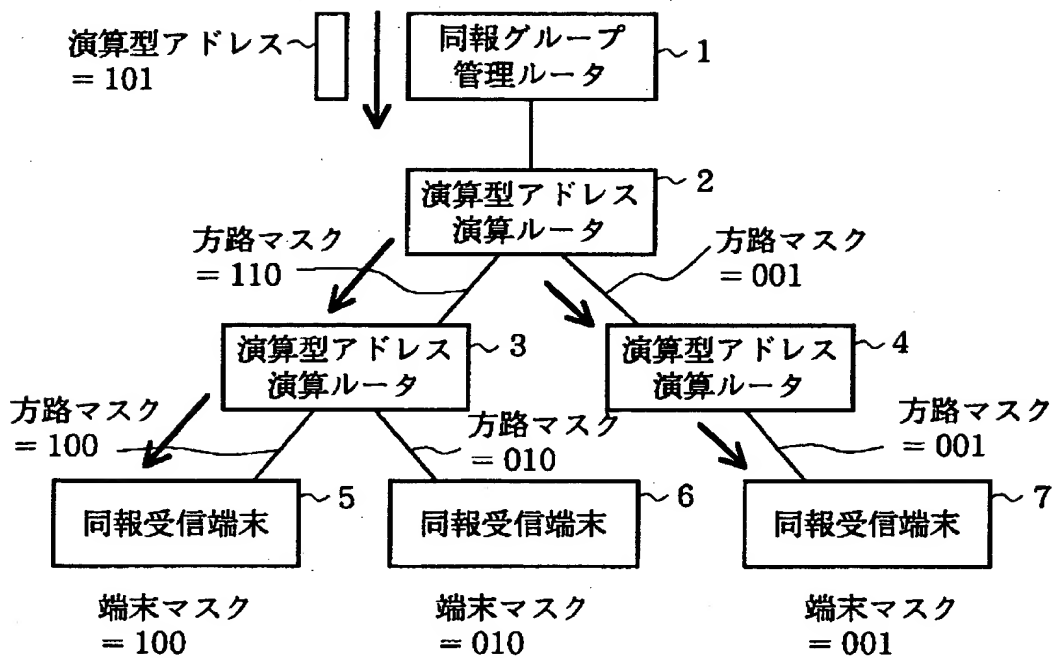 演算型アドレス
= 101
同報グループ
管理ルータ
1
演算型アドレス
演算ルータ
2
方路マスク
= 110
方路マスク
= 001
演算型アドレス
演算ルータ
3
演算型アドレス
演算ルータ
4
方路マスク
= 100
方路マスク
= 010
方路マスク
= 001
同報受信端末
5
同報受信端末
6
同報受信端末
7
端末マスク
= 100
端末マスク
= 010
端末マスク
= 001